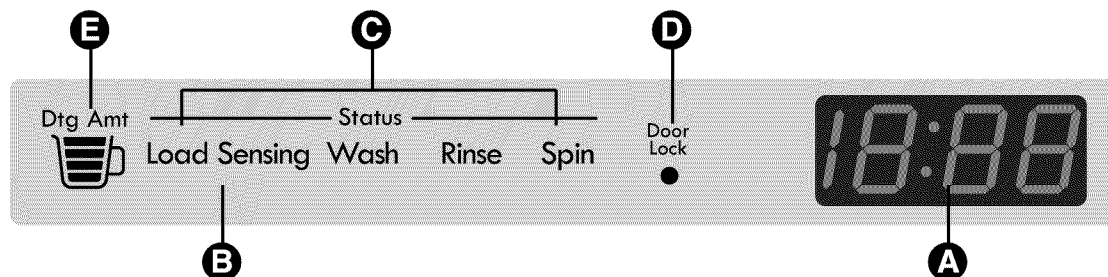 E C D
Dtg Amt Status Door
Lock
Load Sensing Wash Rinse Spin
18:88
B A